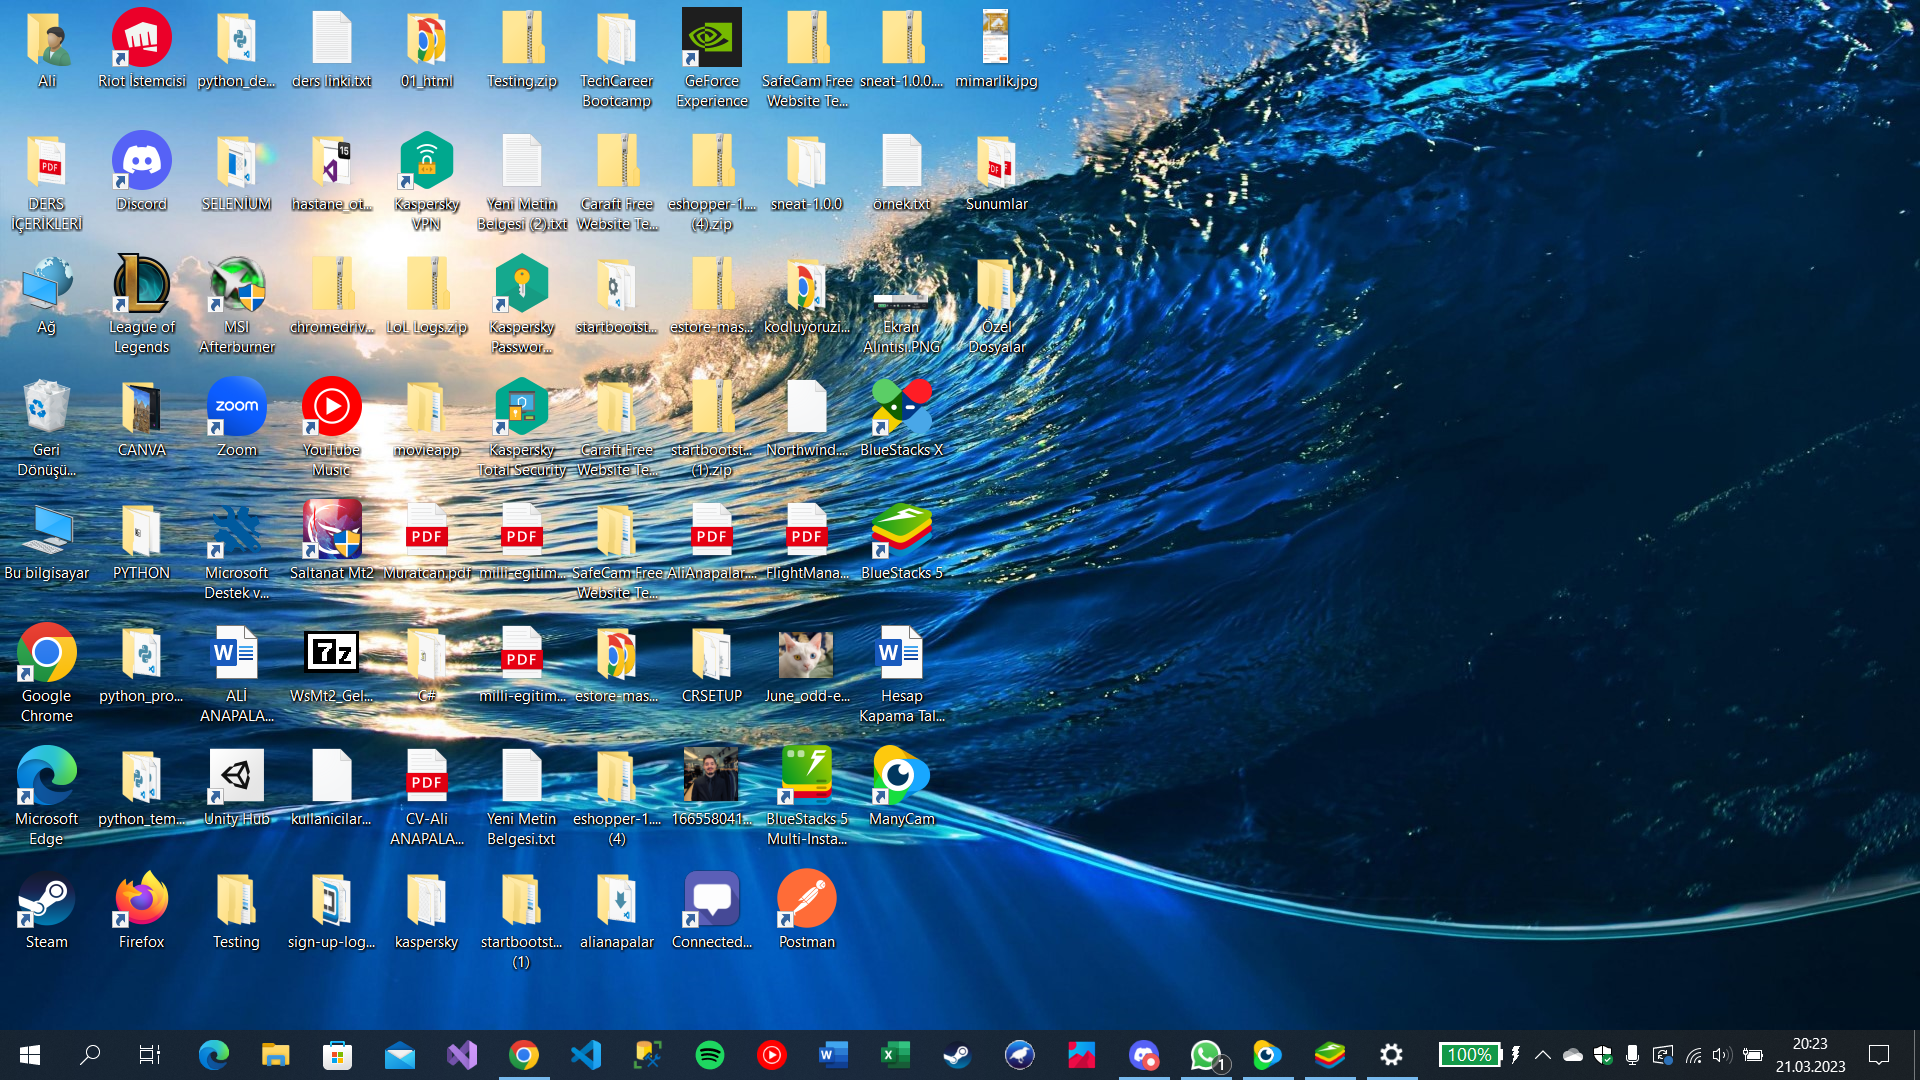 Ali
Riot İstemcisi
python_de...
ders linki.txt
01_html
Testing.zip
TechCareer
Bootcamp
GeForce
Experience
SafeCam Free
Website Te...
sneat-1.0.0....
mimarlik.jpg
DERS
İÇERİKLERİ
Discord
SELENİUM
hastane_ot...
Kaspersky
VPN
Yeni Metin
Belgesi (2).txt
Caraft Free
Website Te...
eshopper-1....
(4).zip
sneat-1.0.0
örnek.txt
Sunumlar
Ağ
League of
Legends
MSI
Afterburner
chromedriv...
LoL Logs.zip
Kaspersky
Passwor...
startbootst...
estore-mas...
kodluyoruzi...
Ekran
Alıntısı.PNG
Özel
Dosyalar
Geri
Dönüşü...
CANVA
zoom
Zoom
YouTube
Music
movieapp
Kaspersky
Total Security
Caraft Free
Website Te...
startbootst...
(1).zip
Northwind....
BlueStacks X
Bu bilgisayar
PYTHON
Microsoft
Destek v...
Saltanat Mt2
PDF
Muratcan.pdf
PDF
milli-egitim...
SafeCam Free
Website Te...
PDF
AliAnapalar....
PDF
FlightMana...
BlueStacks 5
Google
Chrome
python_pro...
ALİ
ANAPALA...
7z
WsMt2_Gel...
C#
PDF
milli-egitim...
estore-mas...
CRSETUP
June_odd-e...
Hesap
Kapama Tal...
Microsoft
Edge
python_tem...
Unity Hub
kullanicilar...
PDF
CV-Ali
ANAPALA...
Yeni Metin
Belgesi.txt
eshopper-1....
(4)
166558041...
BlueStacks 5
Multi-Insta...
ManyCam
Steam
Firefox
Testing
sign-up-log...
kaspersky
startbootst...
(1)
alianapalar
Connected...
Postman
100%
20:23
21.03.2023